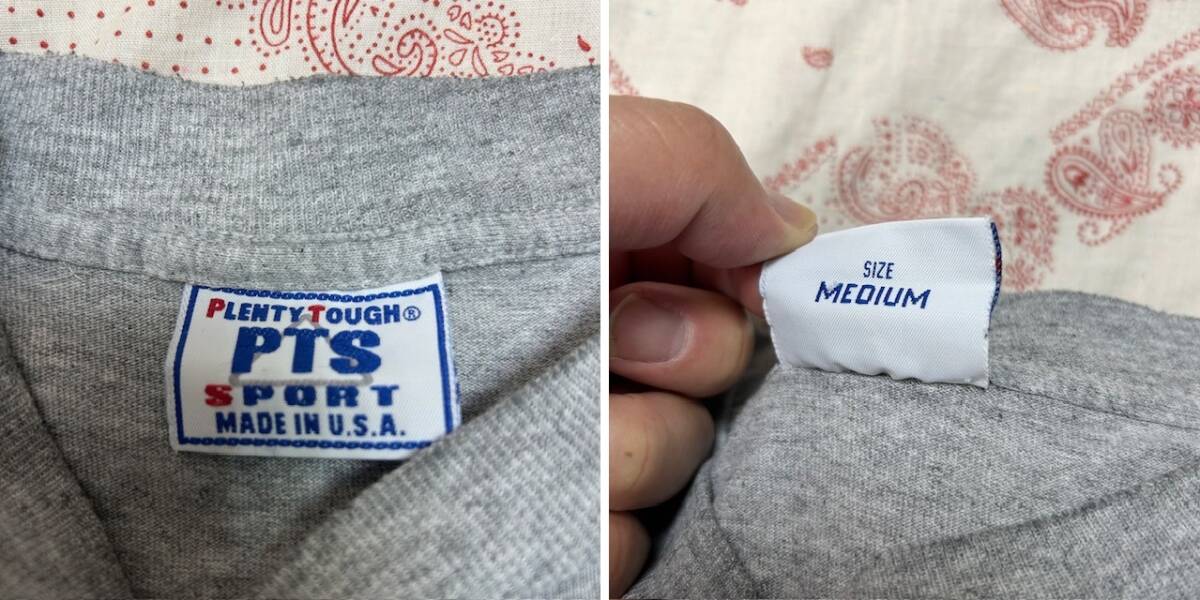 PLENTY TOUGH®
PTS
SPORT
MADE IN U.S.A.
SIZE
MEDIUM